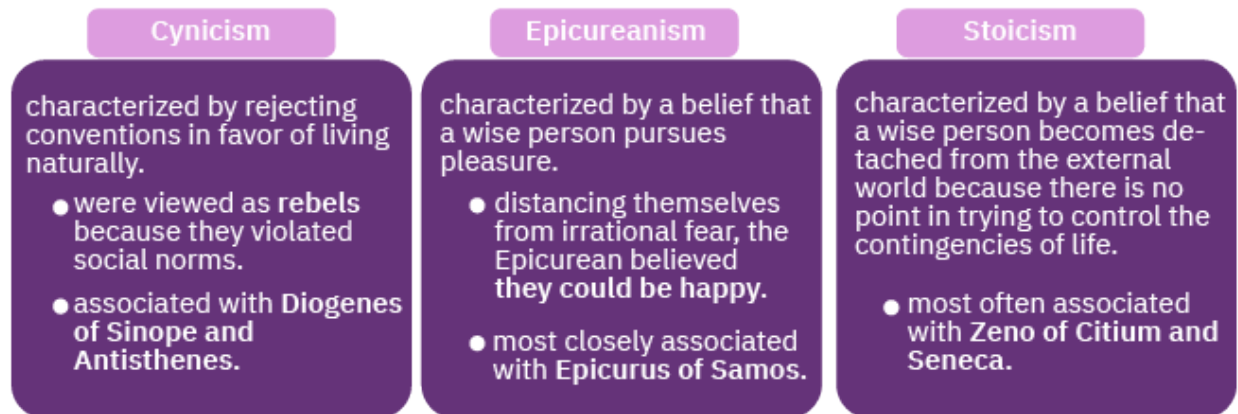 Cynicism
characterized by rejecting
conventions in favor of living
naturally.
● were viewed as rebels
because they violated
social norms.
● associated with Diogenes
of Sinope and
Antisthenes.
Epicureanism
characterized by a belief that
a wise person pursues
pleasure.
● distancing themselves
from irrational fear, the
Epicurean believed
they could be happy.
● most closely associated
with Epicurus of Samos.
Stoicism
characterized by a belief that
a wise person becomes de-
tached from the external
world because there is no
point in trying to control the
contingencies of life.
● most often associated
with Zeno of Citium and
Seneca.